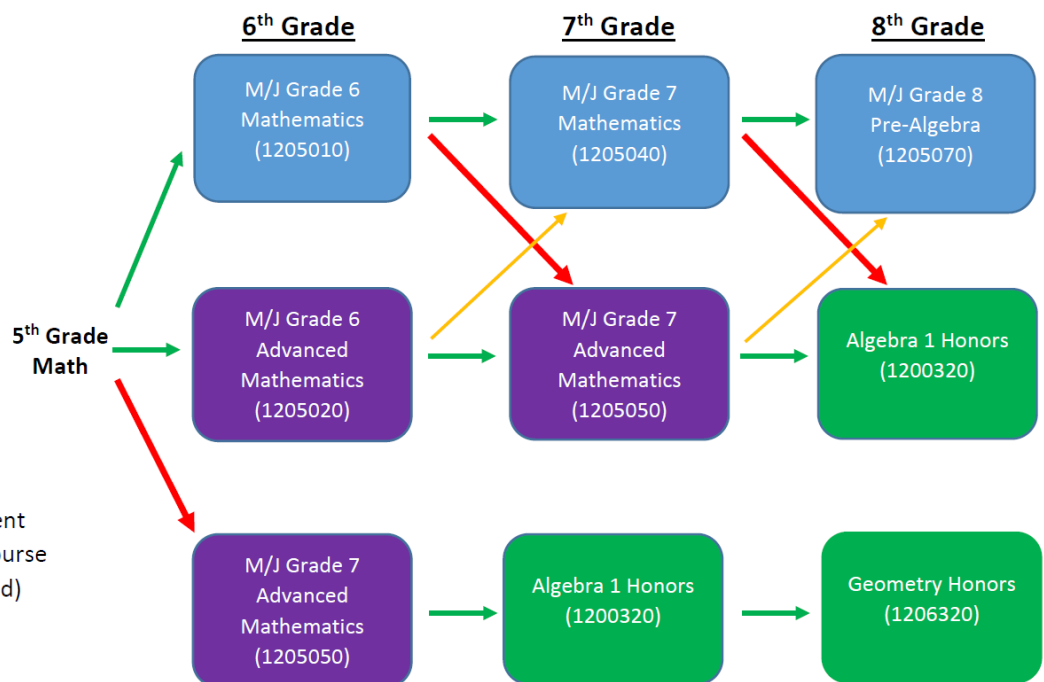 6th Grade
7th Grade
8th Grade
M/J Grade 6
Mathematics
(1205010)
M/J Grade 7
Mathematics
(1205040)
M/J Grade 8
Pre-Algebra
(1205070)
5th Grade
Math
M/J Grade 6
Advanced
Mathematics
(1205020)
M/J Grade 7
Advanced
Mathematics
(1205050)
Algebra 1 Honors
(1200320)
M/J Grade 7
Advanced
Mathematics
(1205050)
Algebra 1 Honors
(1200320)
Geometry Honors
(1206320)